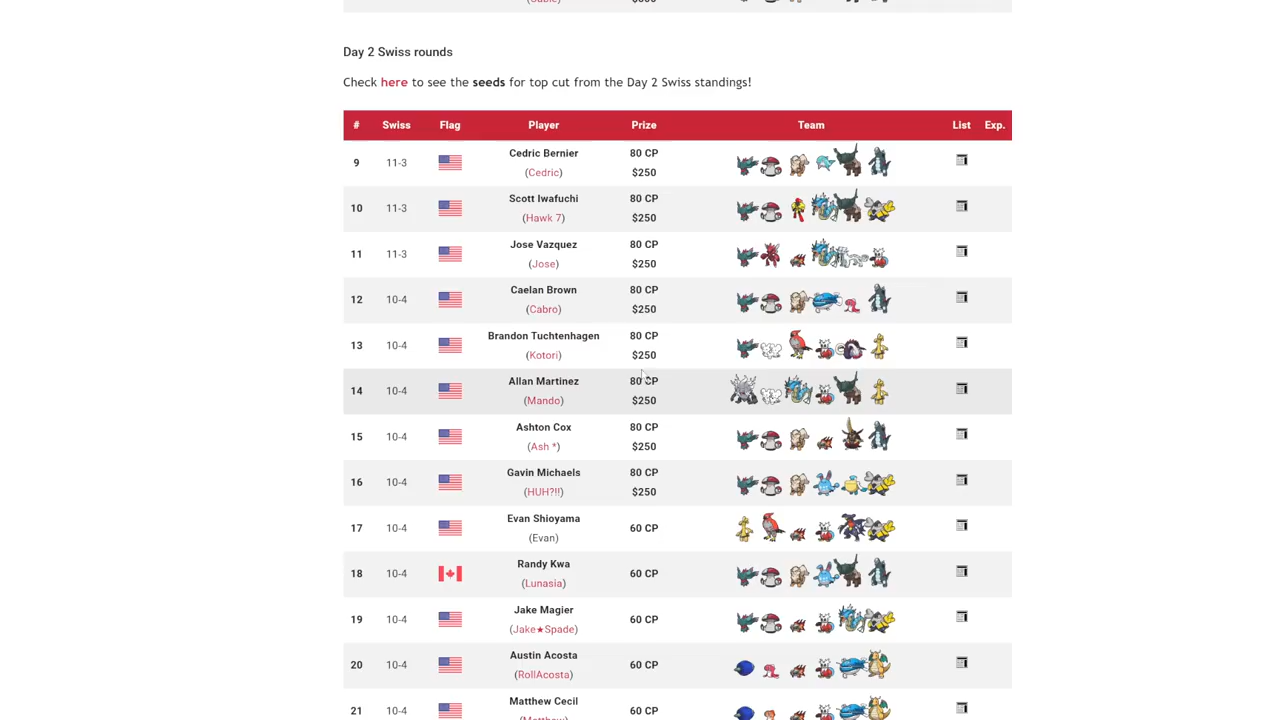 Day 2 Swiss rounds
Check here to see the seeds for top cut from the Day 2 Swiss standings!
# Swiss Flag Player Prize Team List Exp.
9 11-3 Cedric Bernier (Cedric) 80 CP $250
10 11-3 Scott Iwafuchi (Hawk 7) 80 CP $250
11 11-3 Jose Vazquez (Jose) 80 CP $250
12 10-4 Caelan Brown (Cabro) 80 CP $250
13 10-4 Brandon Tuchtenhagen (Kotori) 80 CP $250
14 10-4 Allan Martinez (Mando) 80 CP $250
15 10-4 Ashton Cox (Ash *) 80 CP $250
16 10-4 Gavin Michaels (HUH?!!) 80 CP $250
17 10-4 Evan Shioyama (Evan) 60 CP
18 10-4 Randy Kwa (Lunasia) 60 CP
19 10-4 Jake Magier (Jake★Spade) 60 CP
20 10-4 Austin Acosta (RollAcosta) 60 CP
21 10-4 Matthew Cecil 60 CP